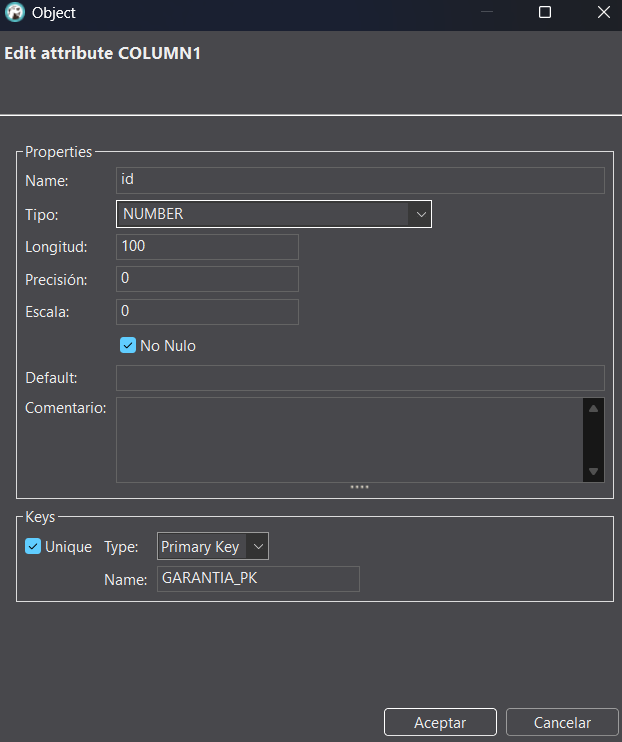 Object
Edit attribute COLUMN1
Properties
Name: id
Tipo: NUMBER
Longitud: 100
Precisión: 0
Escala: 0
No Nulo
Default:
Comentario:
Keys
Unique Type: Primary Key
Name: GARANTIA_PK
Aceptar Cancelar